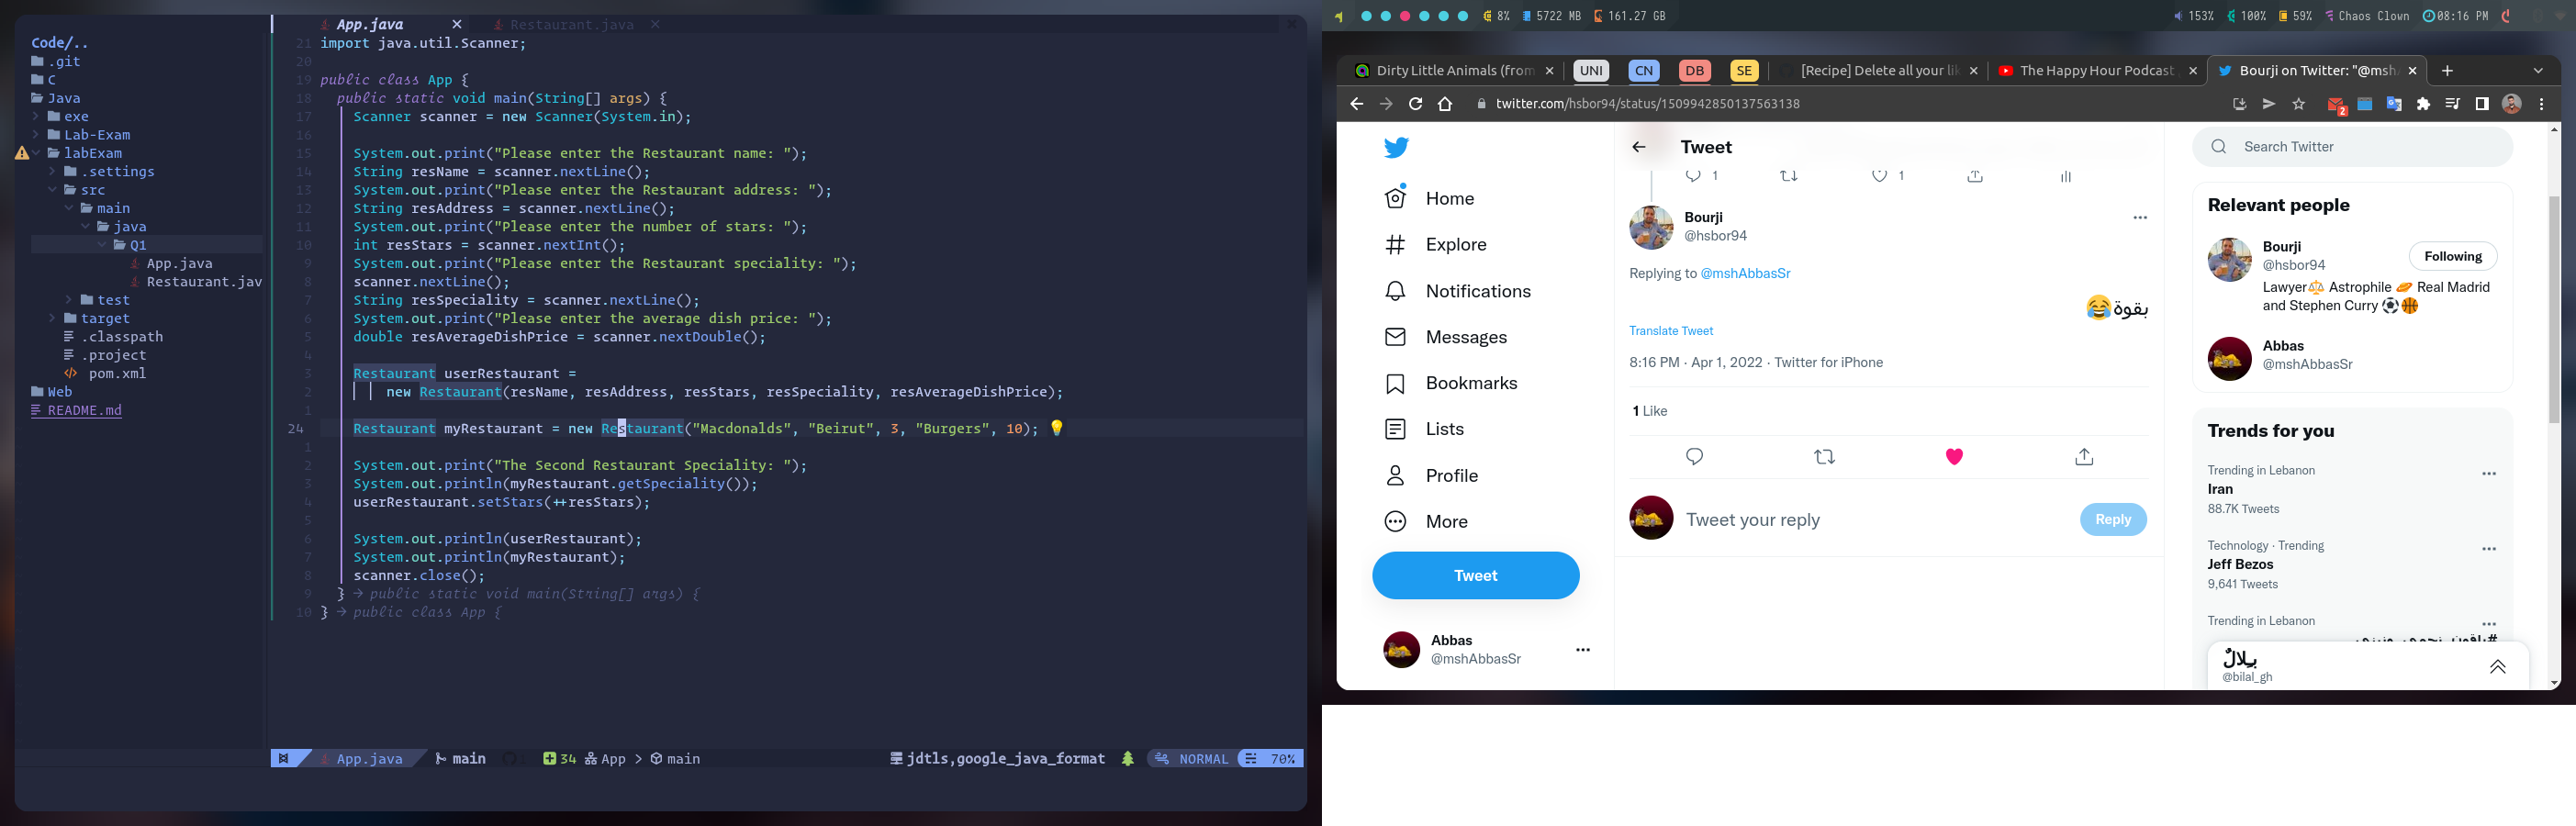 App.java
Restaurant.java
Code/..
.git
C
Java
exe
Lab-Exam
labExam
.settings
src
main
java
Q1
App.java
Restaurant.jav
test
target
.classpath
.project
pom.xml
Web
README.md
21 import java.util.Scanner;
20
19 public class App {
18 public static void main(String[] args) {
17 Scanner scanner = new Scanner(System.in);
16
15 System.out.print("Please enter the Restaurant name: ");
14 String resName = scanner.nextLine();
13 System.out.print("Please enter the Restaurant address: ");
12 String resAddress = scanner.nextLine();
11 System.out.print("Please enter the number of stars: ");
10 int resStars = scanner.nextInt();
9 System.out.print("Please enter the Restaurant speciality: ");
8 scanner.nextLine();
7 String resSpeciality = scanner.nextLine();
6 System.out.print("Please enter the average dish price: ");
5 double resAverageDishPrice = scanner.nextDouble();
4
3 Restaurant userRestaurant =
2 new Restaurant(resName, resAddress, resStars, resSpeciality, resAverageDishPrice);
1
24 Restaurant myRestaurant = new Restaurant("Macdonalds", "Beirut", 3, "Burgers", 10); 💡
1
2 System.out.print("The Second Restaurant Speciality: ");
3 System.out.println(myRestaurant.getSpeciality());
4 userRestaurant.setStars(++resStars);
5
6 System.out.println(userRestaurant);
7 System.out.println(myRestaurant);
8 scanner.close();
9 } → public static void main(String[] args) {
10 } → public class App {
App.java main 34 App > main jdtls,google_java_format NORMAL 70%
8% 5722 MB 161.27 GB 153% 100% 59% Chaos Clown 08:16 PM
Dirty Little Animals (from UNI CN DB SE [Recipe] Delete all your lik The Happy Hour Podcast Bourji on Twitter: "@mshA
twitter.com/hsbor94/status/1509942850137563138
2
Home
Explore
Notifications
Messages
Bookmarks
Lists
Profile
More
Tweet
Abbas
@mshAbbasSr
Tweet
1 1
Bourji
@hsbor94
Replying to @mshAbbasSr
بقوة😂
Translate Tweet
8:16 PM · Apr 1, 2022 · Twitter for iPhone
1 Like
Tweet your reply
Reply
Search Twitter
Relevant people
Bourji
@hsbor94
Following
Lawyer⚖️ Astrophile 🪐 Real Madrid
and Stephen Curry ⚽🏀
Abbas
@mshAbbasSr
Trends for you
Trending in Lebanon
Iran
88.7K Tweets
Technology · Trending
Jeff Bezos
9,641 Tweets
Trending in Lebanon
@bilal_gh